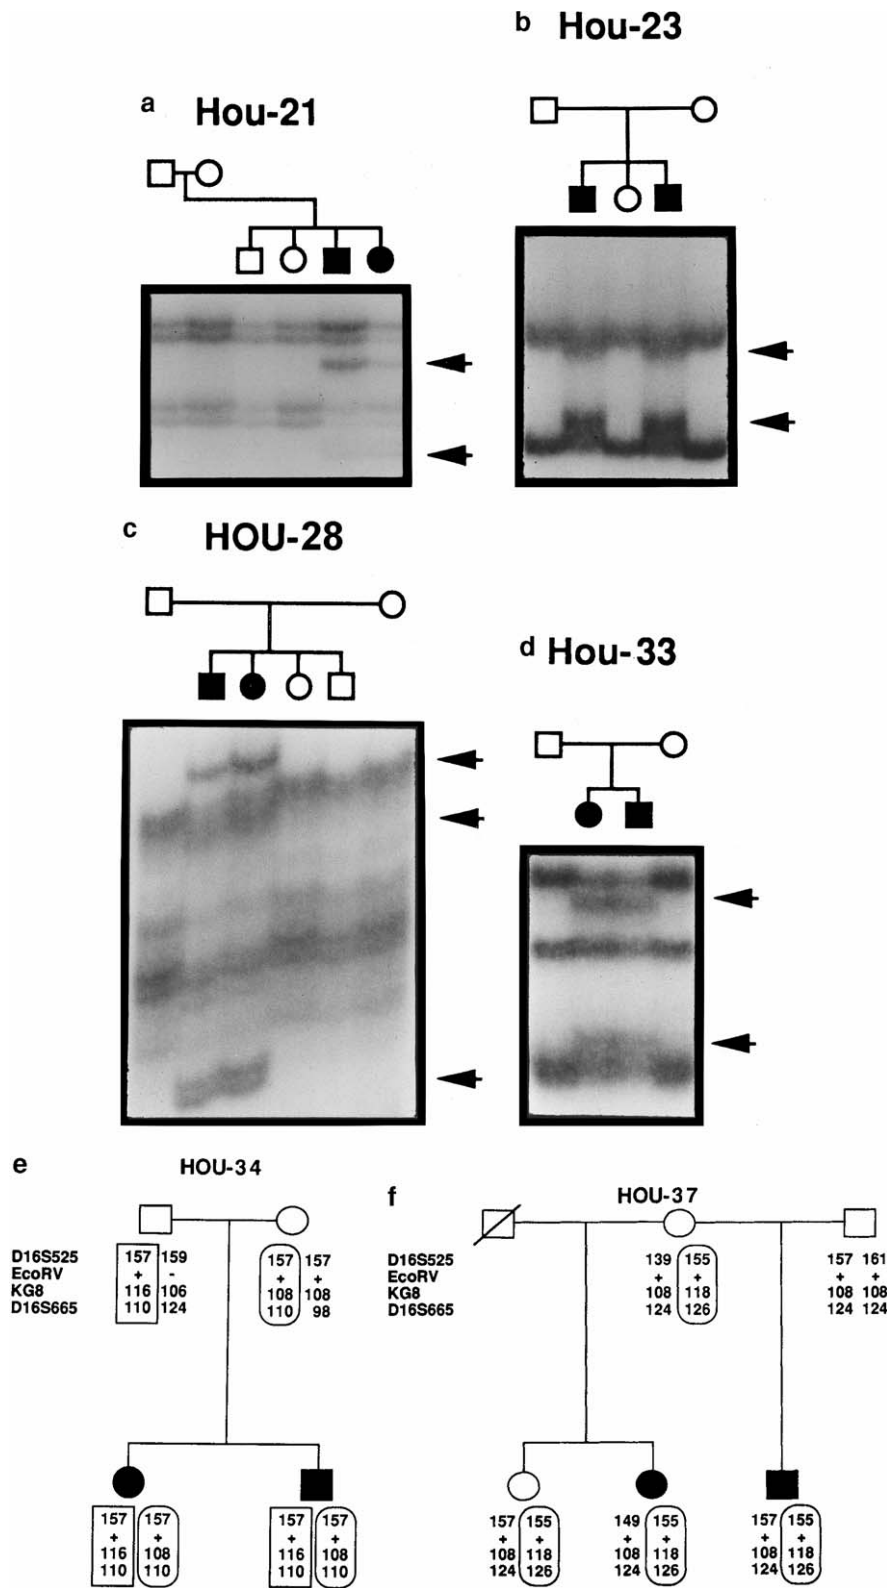 a Hou-21
b Hou-23
c HOU-28
d Hou-33
e HOU-34
D16S525 157 159 157 157
EcoRV + - + +
KG8 116 106 108 108
D16S665 110 124 110 98
157 157 157 157
+ + + +
116 108 116 108
110 110 110 110
f HOU-37
D16S525 139 155 157 161
EcoRV + + + +
KG8 108 118 108 108
D16S665 124 126 124 124
157 155 149 155 157 155
+ + + + + +
108 118 108 118 108 118
124 126 124 126 124 126